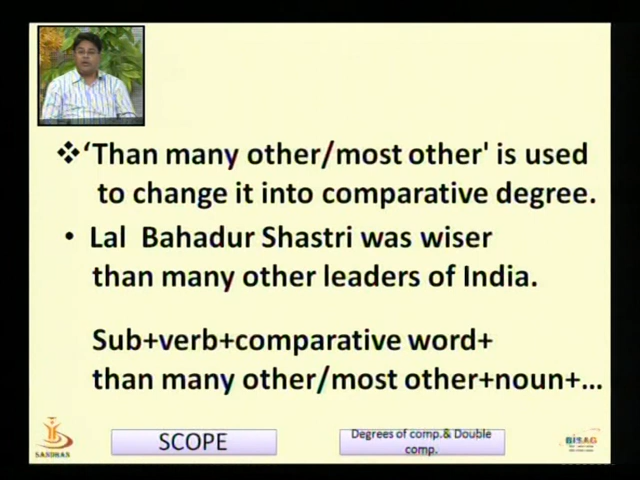 ❖‘Than many other/most other' is used
to change it into comparative degree.
• Lal Bahadur Shastri was wiser
than many other leaders of India.
Sub+verb+comparative word+
than many other/most other+noun+...
SANDHAN
SCOPE
Degrees of comp.& Double
comp.
BISAG